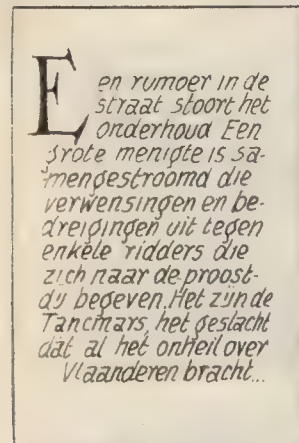 Een rumoer in de
straat stoort het
onderhoud Een
grote menigte is sa-
mengestroomd die
verwensingen en be-
dreigingen uit tegen
enkele ridders die
zich naar de proost-
dij begeven. Het zijn de
Tancmars, het geslacht
dat al het onheil over
Vlaanderen bracht...